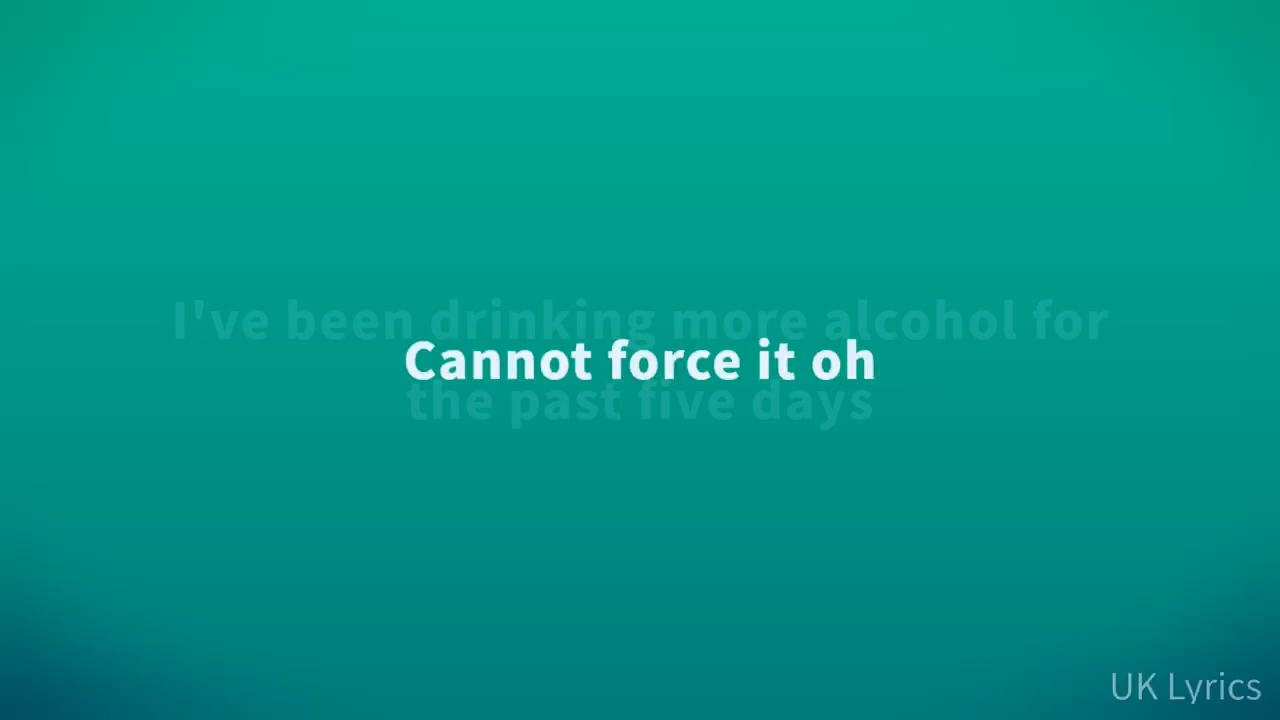 I've been drinking more alcohol for
Cannot force it oh
the past five days
UK Lyrics